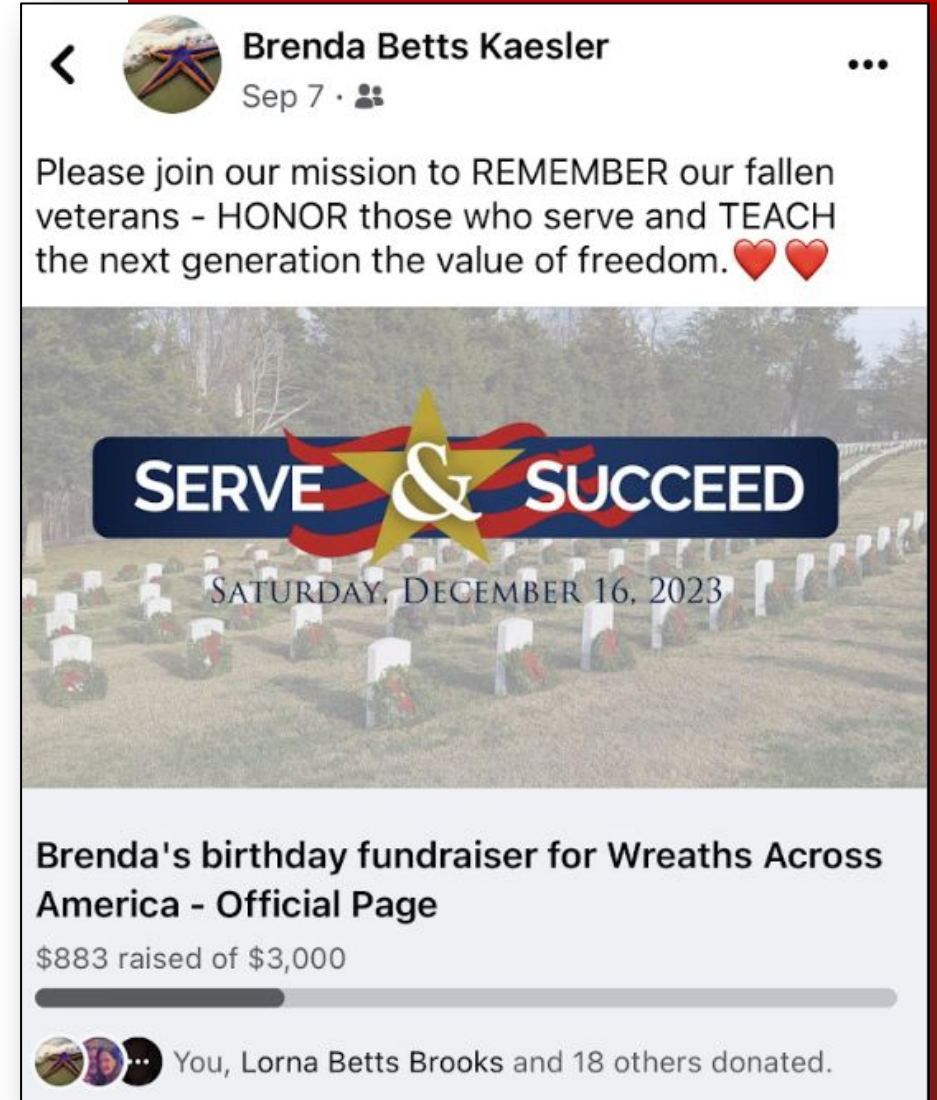 Brenda Betts Kaesler
Sep 7 ·
Please join our mission to REMEMBER our fallen
veterans - HONOR those who serve and TEACH
the next generation the value of freedom.❤️❤️
SERVE & SUCCEED
SATURDAY, DECEMBER 16, 2023
Brenda's birthday fundraiser for Wreaths Across
America - Official Page
$883 raised of $3,000
You, Lorna Betts Brooks and 18 others donated.